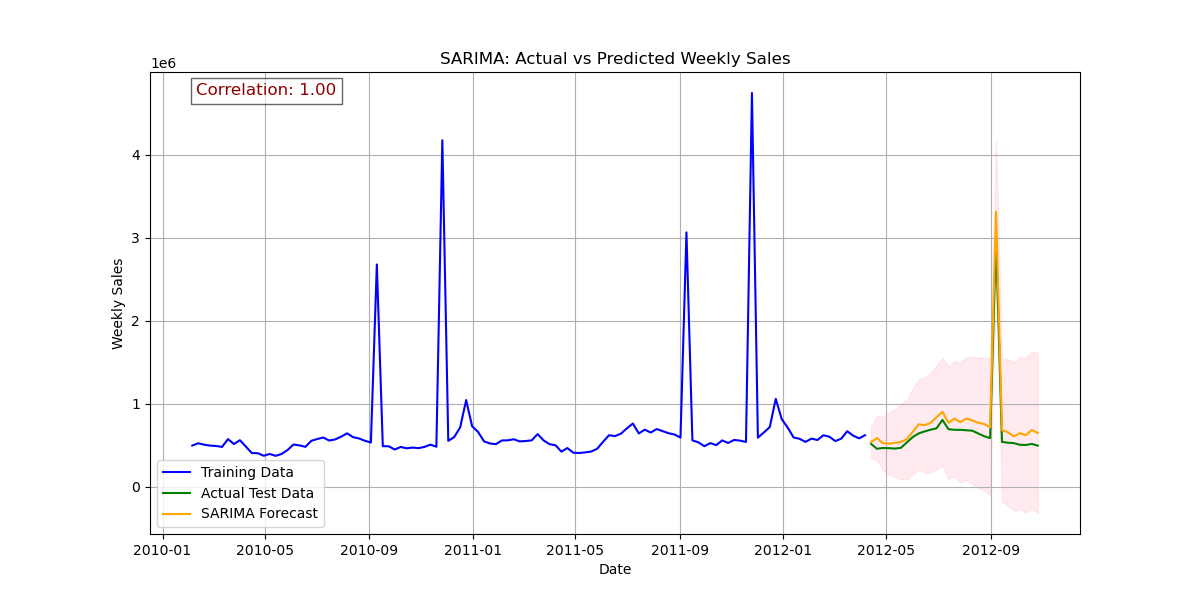 SARIMA: Actual vs Predicted Weekly Sales
1e6
Correlation: 1.00
4
3
2
1
0
Weekly Sales
Training Data
Actual Test Data
SARIMA Forecast
2010-01 2010-05 2010-09 2011-01 2011-05 2011-09 2012-01 2012-05 2012-09
Date